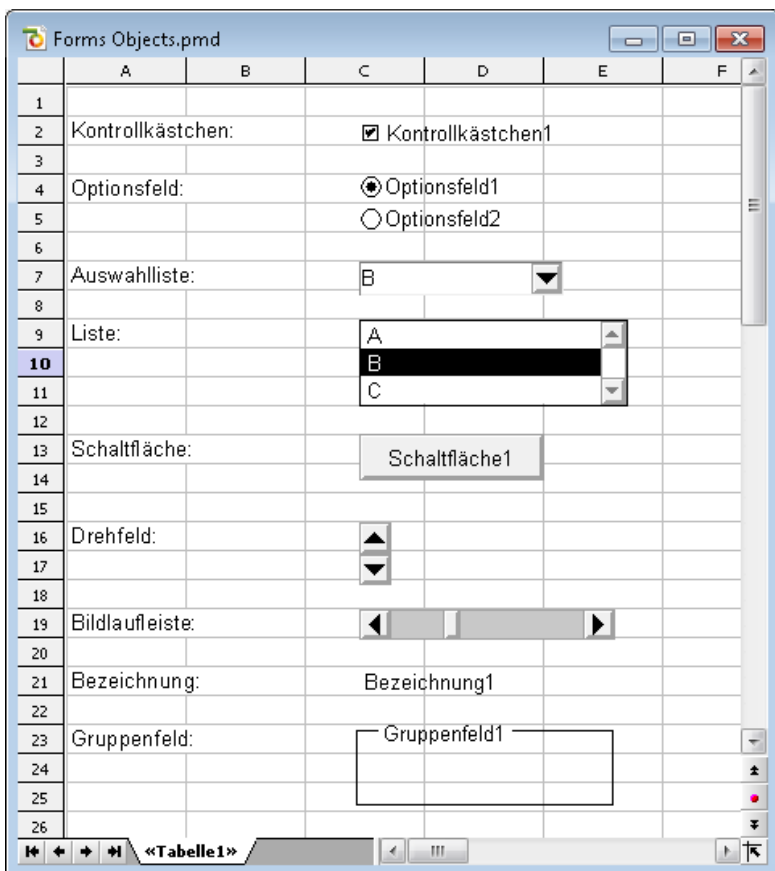 Forms Objects.pmd
A B C D E F
1
2 Kontrollkästchen: Kontrollkästchen1
3
4 Optionsfeld: Optionsfeld1
5 Optionsfeld2
6
7 Auswahlliste: B
8
9 Liste: A
10 B
11 C
12
13 Schaltfläche: Schaltfläche1
14
15
16 Drehfeld:
17
18
19 Bildlaufleiste:
20
21 Bezeichnung: Bezeichnung1
22
23 Gruppenfeld: Gruppenfeld1
24
25
26
«Tabelle1»